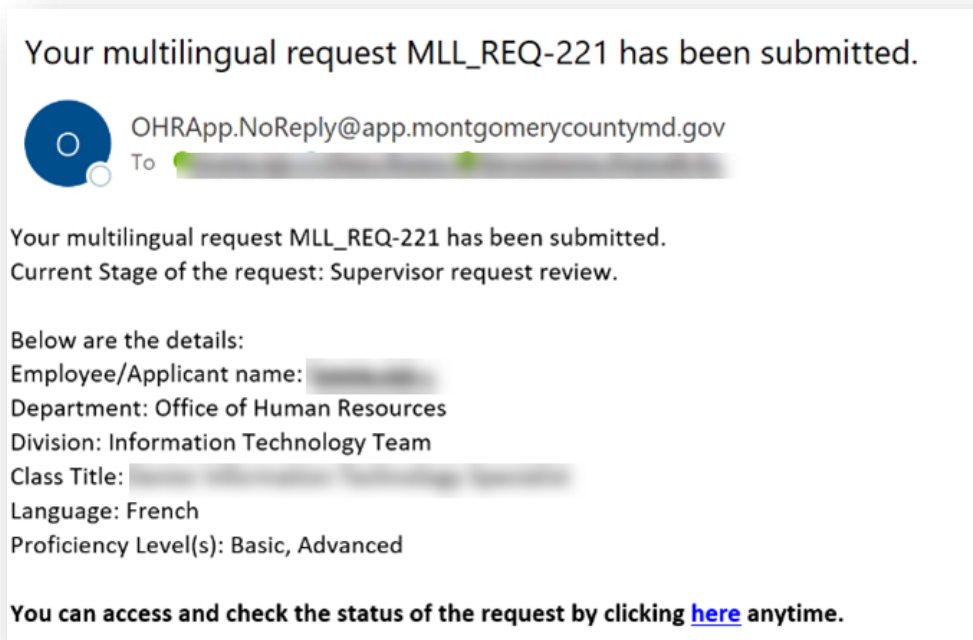 Your multilingual request MLL_REQ-221 has been submitted.
O
OHRApp.NoReply@app.montgomerycountymd.gov
To
Your multilingual request MLL_REQ-221 has been submitted.
Current Stage of the request: Supervisor request review.
Below are the details:
Employee/Applicant name:
Department: Office of Human Resources
Division: Information Technology Team
Class Title:
Language: French
Proficiency Level(s): Basic, Advanced
You can access and check the status of the request by clicking here anytime.